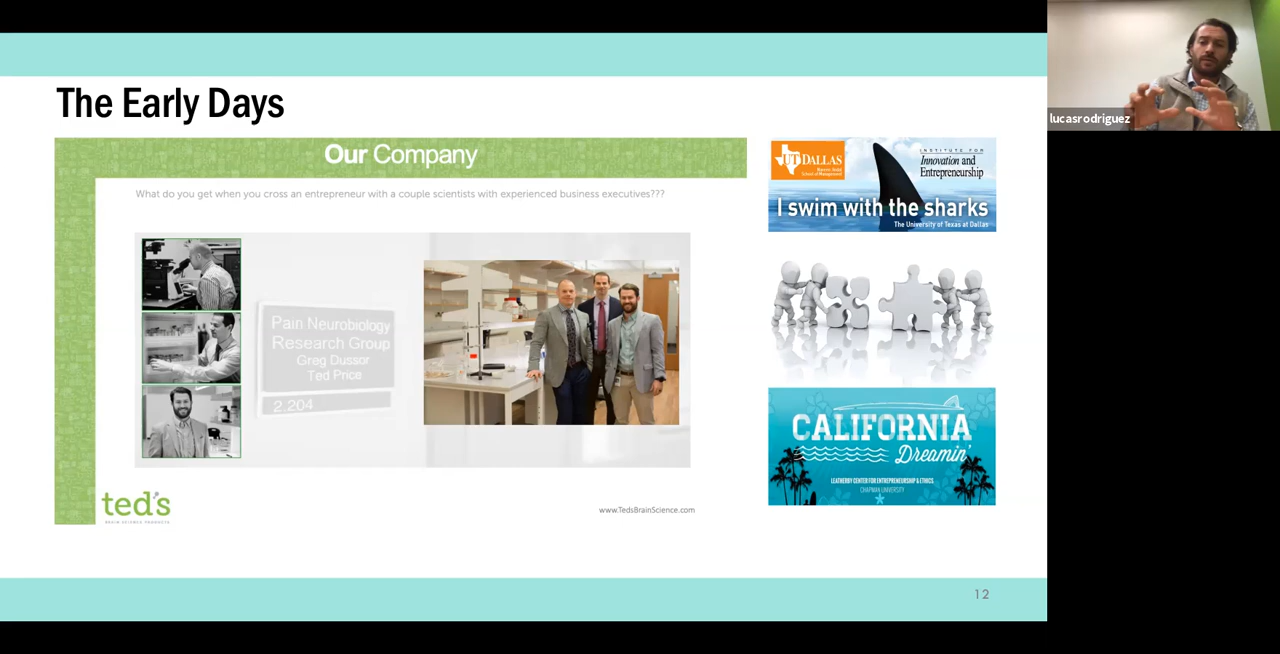 The Early Days
Our Company
What do you get when you cross an entrepreneur with a couple scientists with experienced business executives???
Pain Neurobiology
Research Group
Greg Dussor
Ted Price
2.204
ted's
BRAIN SCIENCE PRODUCTS
www.TedsBrainScience.com
UT DALLAS
School of Management
INSTITUTE FOR
Innovation and
Entrepreneurship
I swim with the sharks
The University of Texas at Dallas
CALIFORNIA
Dreamin'
LEATHERBY CENTER FOR ENTREPRENEURSHIP & ETHICS
CHAPMAN UNIVERSITY
12
lucasrodriguez